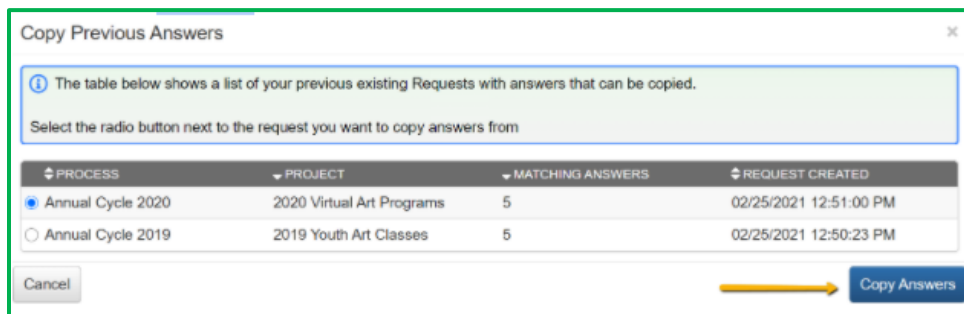 Copy Previous Answers
The table below shows a list of your previous existing Requests with answers that can be copied.
Select the radio button next to the request you want to copy answers from
PROCESS PROJECT MATCHING ANSWERS REQUEST CREATED
Annual Cycle 2020 2020 Virtual Art Programs 5 02/25/2021 12:51:00 PM
Annual Cycle 2019 2019 Youth Art Classes 5 02/25/2021 12:50:23 PM
Cancel Copy Answers